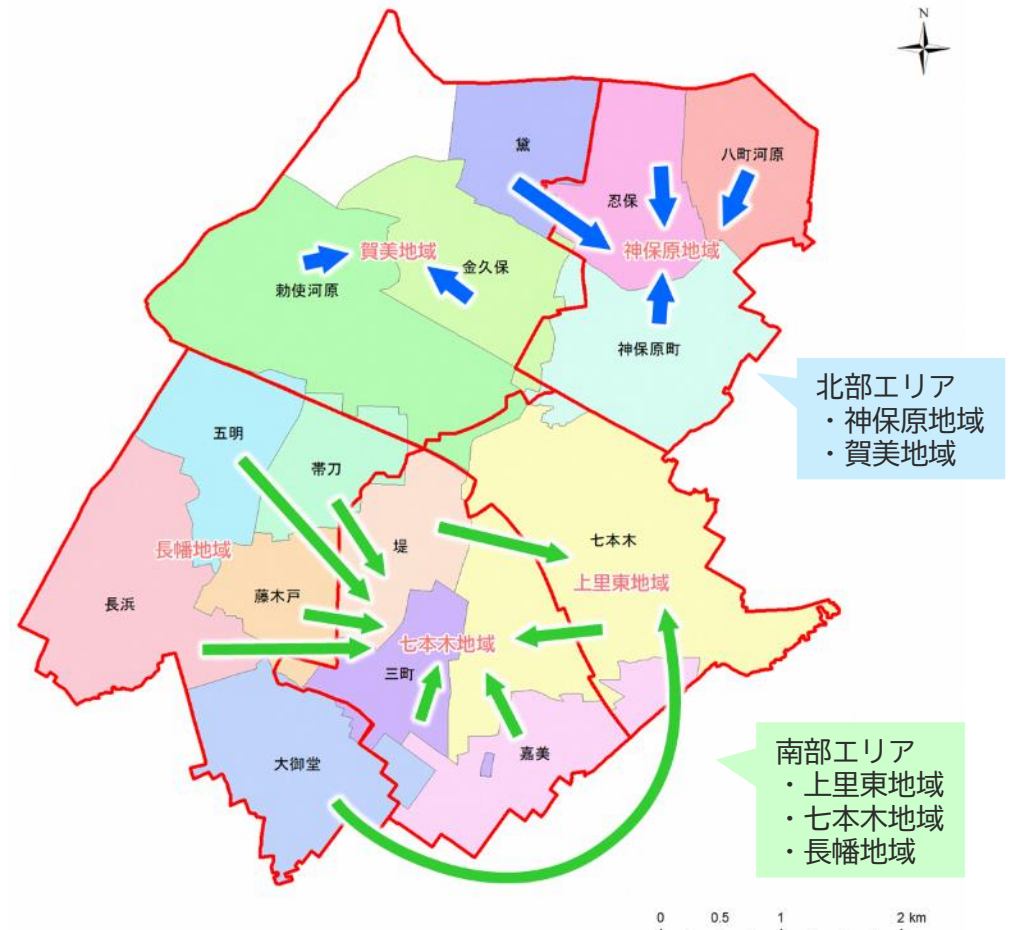 N
黛
八町河原
忍保
神保原地域
賀美地域
金久保
勅使河原
神保原町
北部エリア
・神保原地域
・賀美地域
五明
帯刀
堤
七本木
長幡地域
上里東地域
藤木戸
長浜
七本木地域
三町
嘉美
大御堂
南部エリア
・上里東地域
・七本木地域
・長幡地域
0 0.5 1 2 km